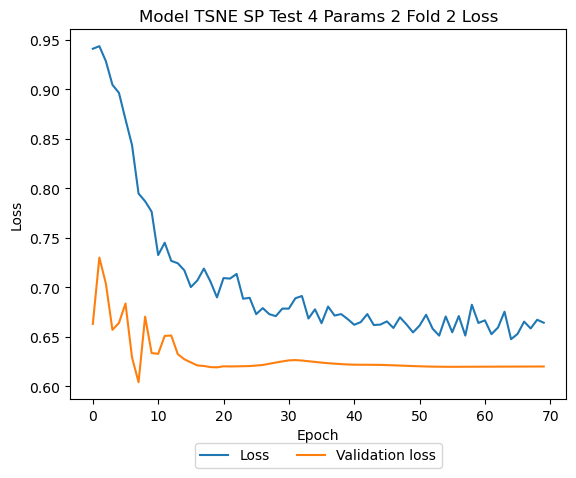 Model TSNE SP Test 4 Params 2 Fold 2 Loss
0.95
0.90
0.85
0.80
0.75
0.70
0.65
0.60
Loss
0 10 20 30 40 50 60 70
Epoch
Loss Validation loss